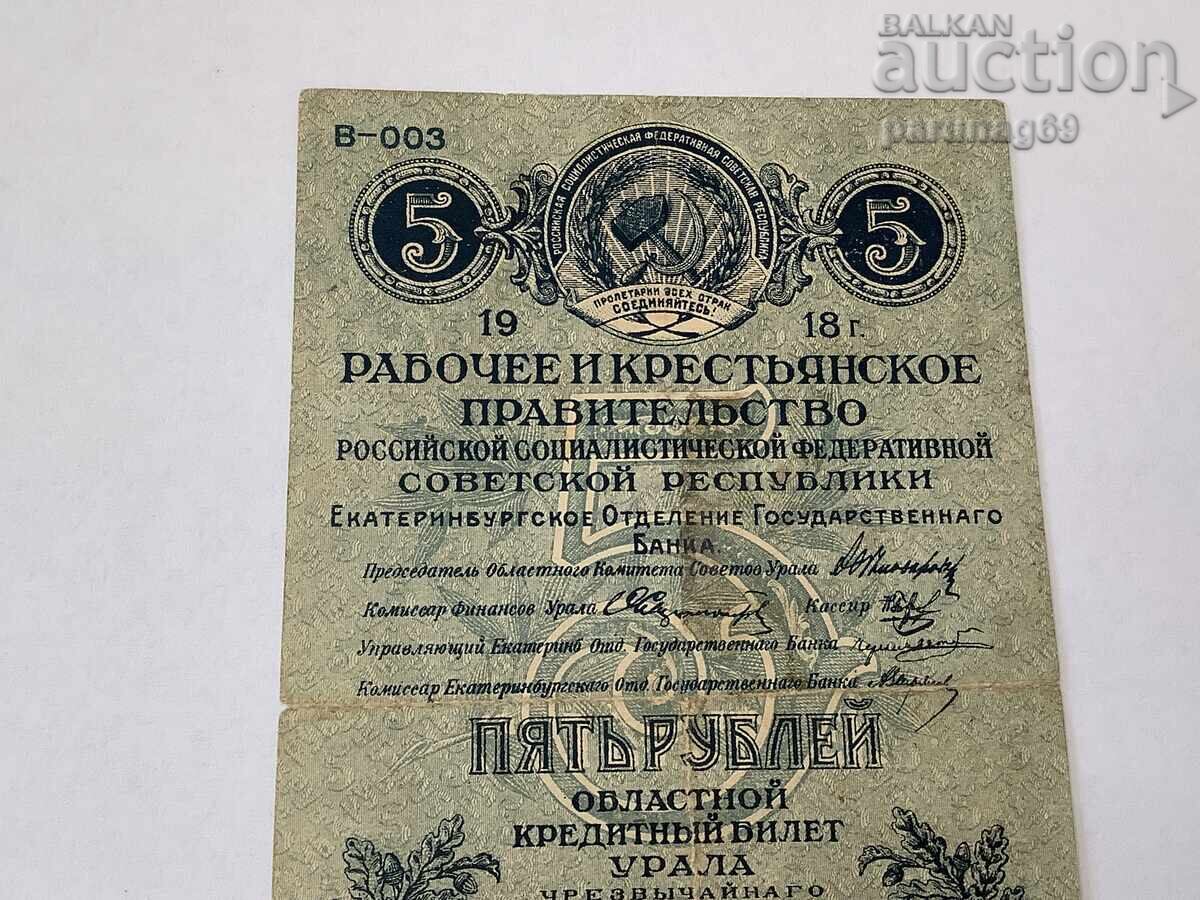 BALKAN
auction
parunag69
В-003
РОССИЙСКАЯ СОЦИАЛИСТИЧЕСКАЯ ФЕДЕРАТИВНАЯ СОВЕТСКАЯ РЕСПУБЛИКА
5
5
ПРОЛЕТАРИИ ВСЕХ СТРАН
СОЕДИНЯЙТЕСЬ!
19 18 г.
РАБОЧЕЕ И КРЕСТЬЯНСКОЕ
ПРАВИТЕЛЬСТВО
РОССИЙСКОЙ СОЦИАЛИСТИЧЕСКОЙ ФЕДЕРАТИВНОЙ
СОВЕТСКОЙ РЕСПУБЛИКИ
ЕКАТЕРИНБУРГСКОЕ ОТДЕЛЕНИЕ ГОСУДАРСТВЕННАГО
БАНКА.
Председатель Областного Комитета Советов Урала
Комиссар Финансов Урала Кассир
Управляющий Екатеринб Отд. Государственнаго Банка
Комиссар Екатеринбургскаго Отд. Государственнаго Банка
5
ПЯТЬ РУБЛЕЙ
ОБЛАСТНОЙ
КРЕДИТНЫЙ БИЛЕТ
УРАЛА
ЧРЕЗВЫЧАЙНАГО